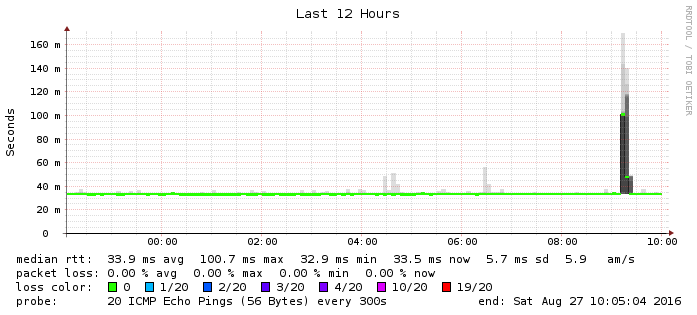 Last 12 Hours
RRDTOOL / TOBI OETIKER
Seconds
160 m
140 m
120 m
100 m
80 m
60 m
40 m
20 m
0
00:00 02:00 04:00 06:00 08:00 10:00
median rtt: 33.9 ms avg 100.7 ms max 32.9 ms min 33.5 ms now 5.7 ms sd 5.9 am/s
packet loss: 0.00 % avg 0.00 % max 0.00 % min 0.00 % now
loss color: 0 1/20 2/20 3/20 4/20 10/20 19/20
probe: 20 ICMP Echo Pings (56 Bytes) every 300s end: Sat Aug 27 10:05:04 2016